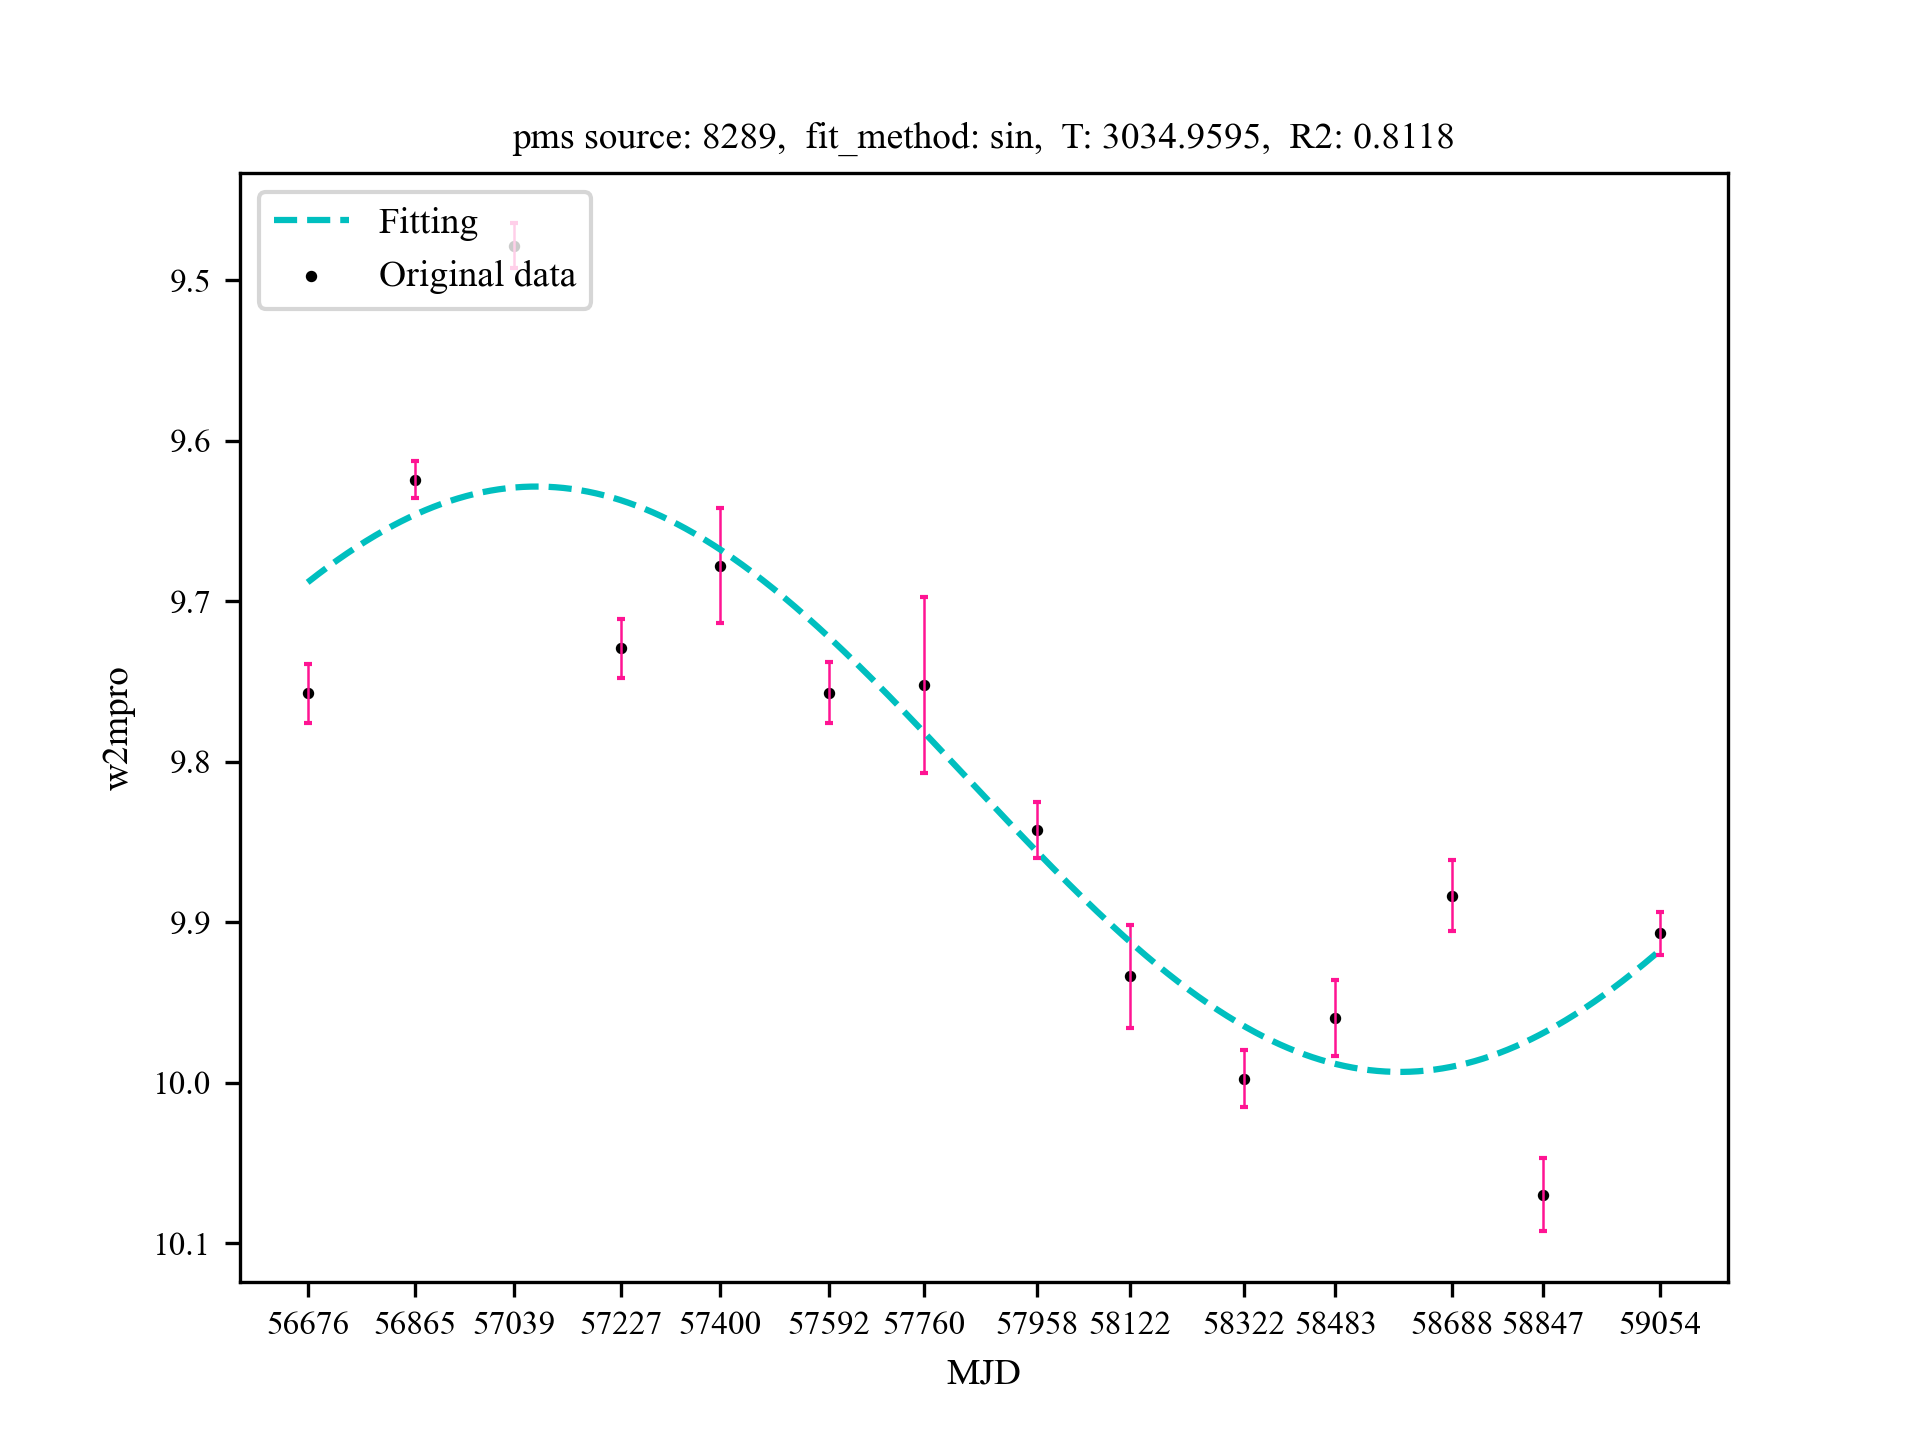 pms source: 8289,  fit_method: sin,  T: 3034.9595,  R2: 0.8118
Fitting
Original data
9.5
9.6
9.7
9.8
9.9
10.0
10.1
w2mpro
56676 56865 57039 57227 57400 57592 57760 57958 58122 58322 58483 58688 58847 59054
MJD